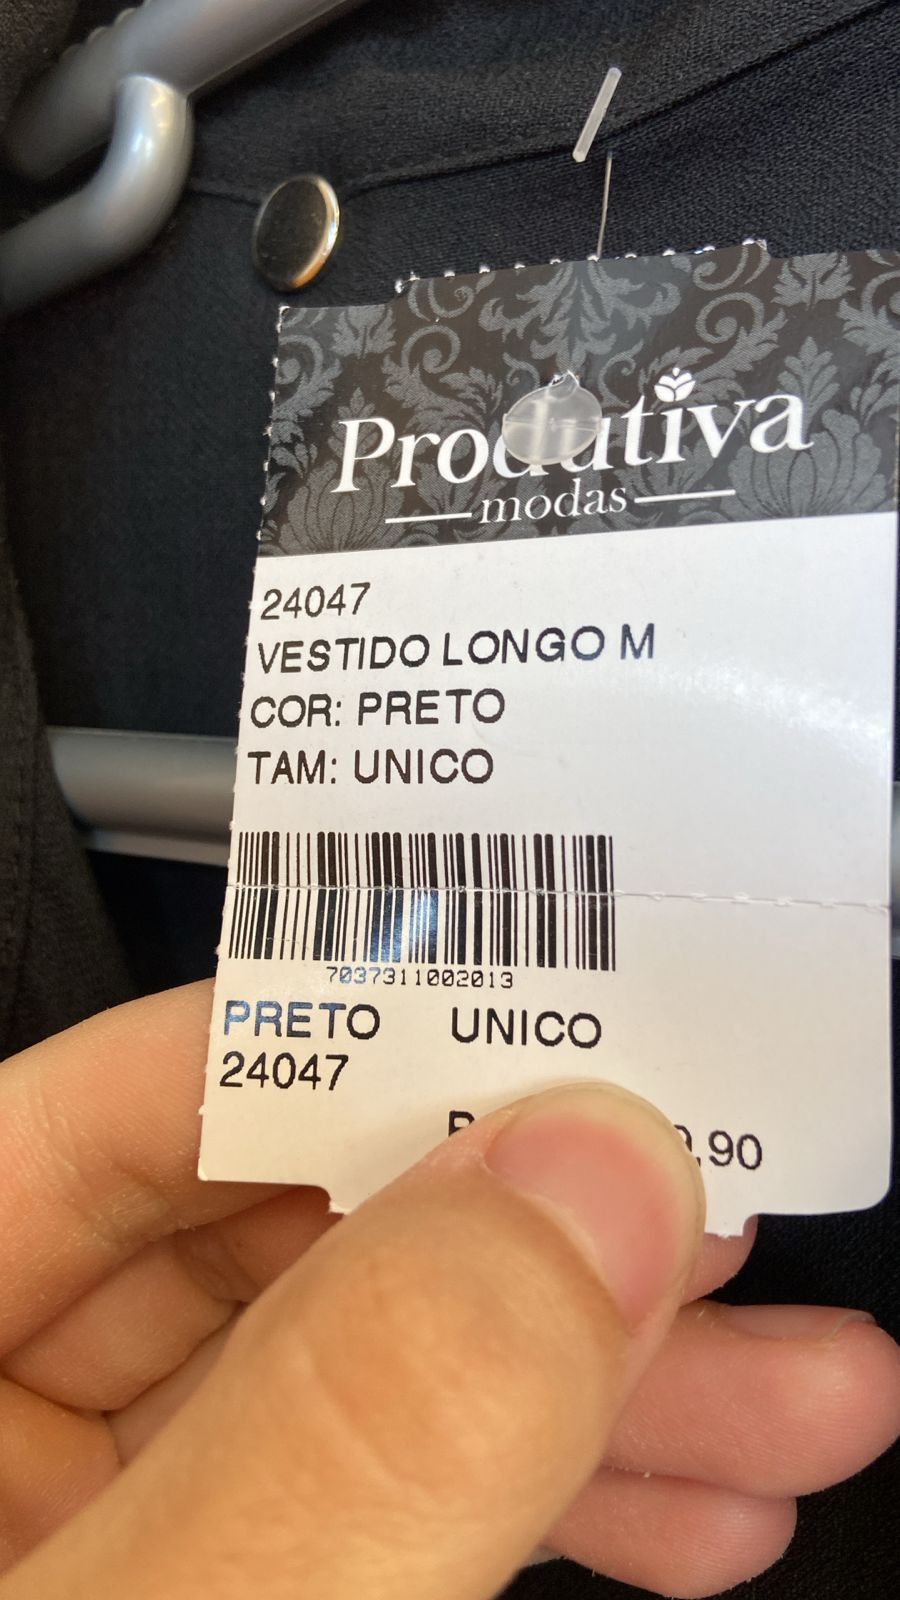 Produtiva
modas
24047
VESTIDO LONGO M
COR: PRETO
TAM: UNICO
7037311002013
PRETO UNICO
24047
,90